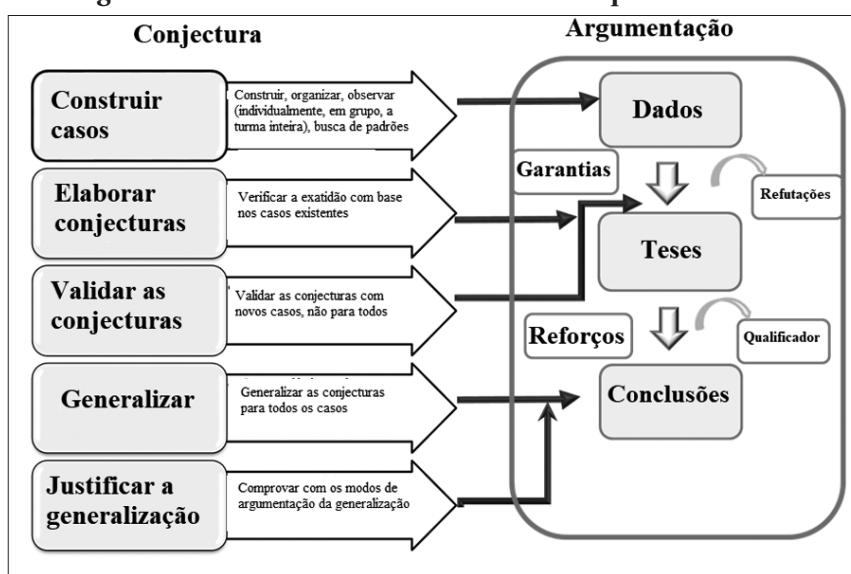 Conjectura
Argumentação
Construir
casos
Construir, organizar, observar
(individualmente, em grupo, a
turma inteira), busca de padrões
Elaborar
conjecturas
Verificar a exatidão com base
nos casos existentes
Validar as
conjecturas
Validar as conjecturas com
novos casos, não para todos
Generalizar
Generalizar as conjecturas
para todos os casos
Justificar a
generalização
Comprovar com os modos de
argumentação da generalização
Dados
Garantias
Refutações
Teses
Reforços
Qualificador
Conclusões